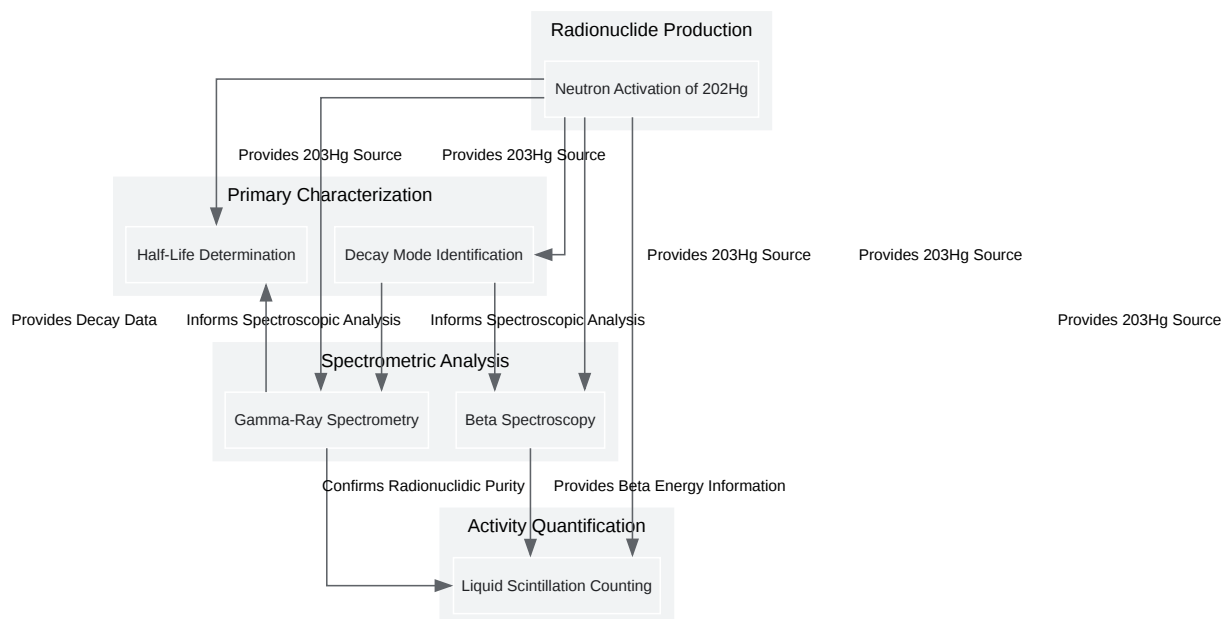 Radionuclide Production
Neutron Activation of 202Hg
Provides 203Hg Source
Provides 203Hg Source
Primary Characterization
Half-Life Determination
Decay Mode Identification
Provides 203Hg Source
Provides 203Hg Source
Provides Decay Data
Informs Spectroscopic Analysis
Informs Spectroscopic Analysis
Provides 203Hg Source
Spectrometric Analysis
Gamma-Ray Spectrometry
Beta Spectroscopy
Confirms Radionuclidic Purity
Provides Beta Energy Information
Activity Quantification
Liquid Scintillation Counting